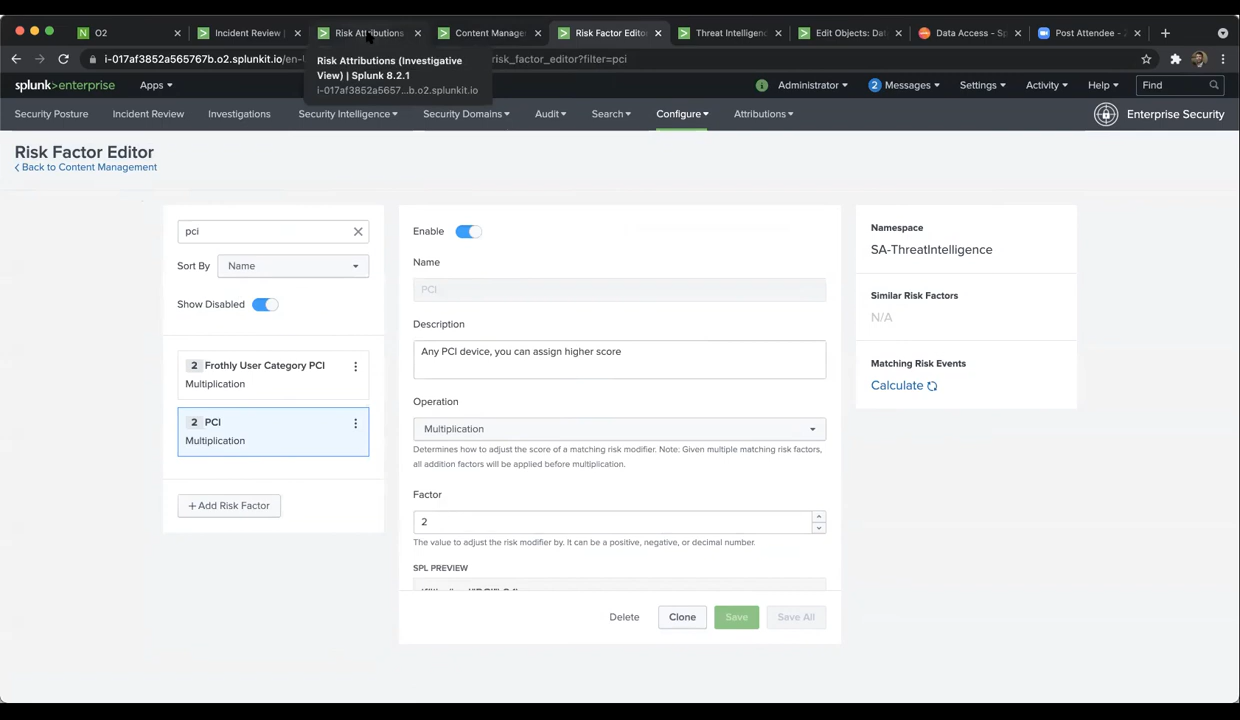 O2
Incident Review |
Risk Attributions
Content Manage
Risk Factor Edito
Threat Intelligenc
Edit Objects: Dat
Data Access - Sp
Post Attendee - Z
i-017af3852a565767b.o2.splunkit.io/en-
risk_factor_editor?filter=pci
Risk Attributions (Investigative
View) | Splunk 8.2.1
i-017af3852a5657...b.o2.splunkit.io
splunk>enterprise
Apps
i
Administrator
2 Messages
Settings
Activity
Help
Find
Security Posture
Incident Review
Investigations
Security Intelligence
Security Domains
Audit
Search
Configure
Attributions
Enterprise Security
Risk Factor Editor
< Back to Content Management
pci
Sort By
Name
Show Disabled
2 Frothly User Category PCI
Multiplication
2 PCI
Multiplication
+ Add Risk Factor
Enable
Name
PCI
Description
Any PCI device, you can assign higher score
Operation
Multiplication
Determines how to adjust the score of a matching risk modifier. Note: Given multiple matching risk factors,
all addition factors will be applied before multiplication.
Factor
2
The value to adjust the risk modifier by. It can be a positive, negative, or decimal number.
SPL PREVIEW
Delete
Clone
Save
Save All
Namespace
SA-ThreatIntelligence
Similar Risk Factors
N/A
Matching Risk Events
Calculate